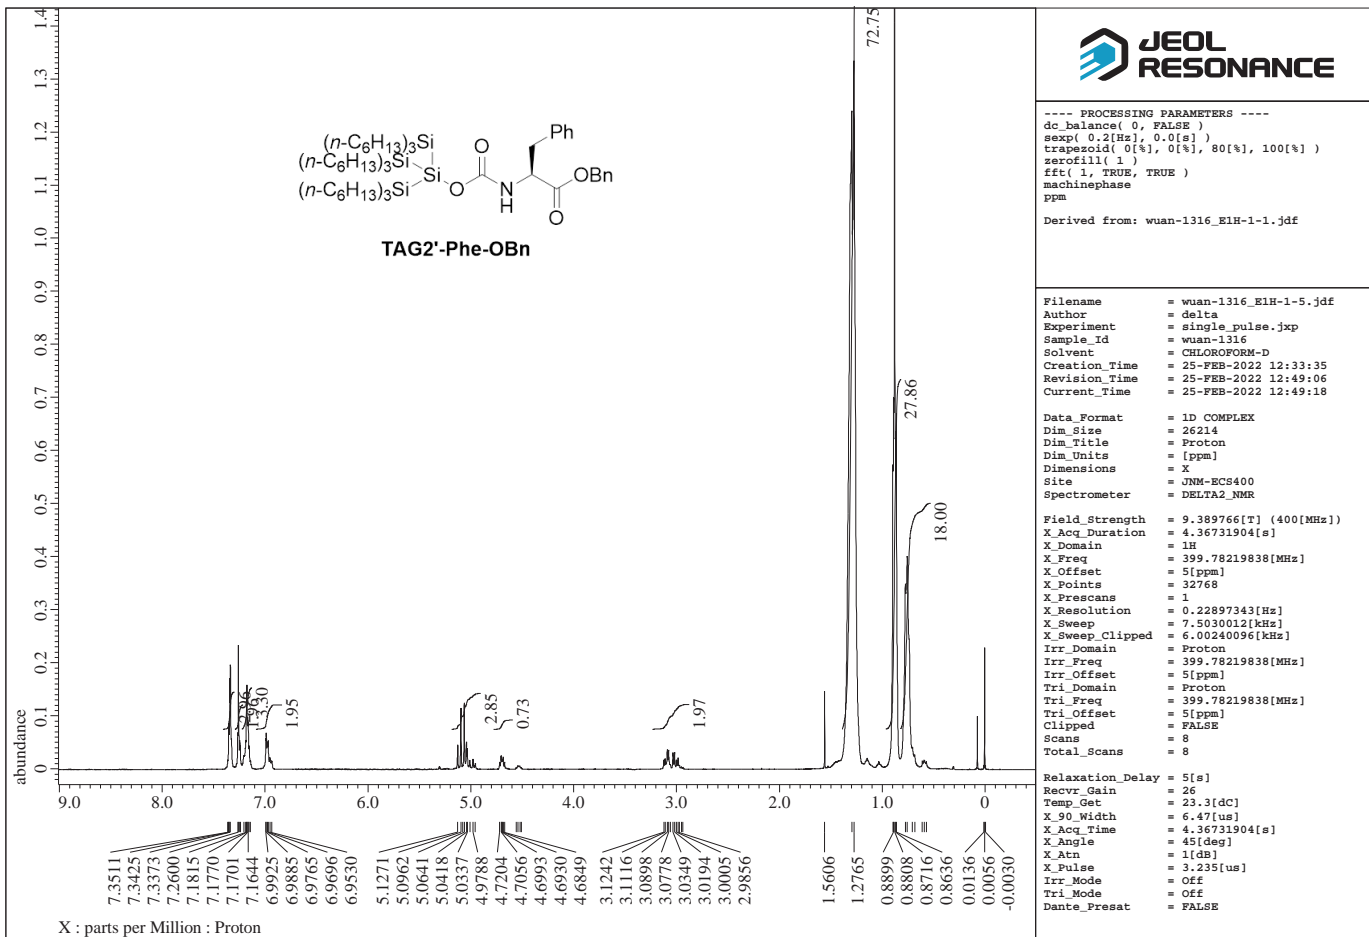 JEOL
RESONANCE
---- PROCESSING PARAMETERS ----
dc_balance( 0, FALSE )
sexp( 0.2[Hz], 0.0[s] )
trapezoid( 0[%], 0[%], 80[%], 100[%] )
zerofill( 1 )
fft( 1, TRUE, TRUE )
machinephase
ppm
Derived from: wuan-1316_E1H-1-1.jdf
Filename = wuan-1316_E1H-1-5.jdf
Author = delta
Experiment = single_pulse.jxp
Sample_Id = wuan-1316
Solvent = CHLOROFORM-D
Creation_Time = 25-FEB-2022 12:33:35
Revision_Time = 25-FEB-2022 12:49:06
Current_Time = 25-FEB-2022 12:49:18
Data_Format = 1D COMPLEX
Dim_Size = 26214
Dim_Title = Proton
Dim_Units = [ppm]
Dimensions = X
Site = JNM-ECS400
Spectrometer = DELTA2_NMR
Field_Strength = 9.389766[T] (400[MHz])
X_Acq_Duration = 4.36731904[s]
X_Domain = 1H
X_Freq = 399.78219838[MHz]
X_Offset = 5[ppm]
X_Points = 32768
X_Prescans = 1
X_Resolution = 0.22897343[Hz]
X_Sweep = 7.5030012[kHz]
X_Sweep_Clipped = 6.00240096[kHz]
Irr_Domain = Proton
Irr_Freq = 399.78219838[MHz]
Irr_Offset = 5[ppm]
Tri_Domain = Proton
Tri_Freq = 399.78219838[MHz]
Tri_Offset = 5[ppm]
Clipped = FALSE
Scans = 8
Total_Scans = 8
Relaxation_Delay = 5[s]
Recvr_Gain = 26
Temp_Get = 23.3[dC]
X_90_Width = 6.47[us]
X_Acq_Time = 4.36731904[s]
X_Angle = 45[deg]
X_Atn = 1[dB]
X_Pulse = 3.235[us]
Irr_Mode = Off
Tri_Mode = Off
Dante_Presat = FALSE
(n-C6H13)3Si
(n-C6H13)3Si
(n-C6H13)3Si
Si
O
O
N
H
Ph
OBn
O
TAG2'-Phe-OBn
abundance
1.4
1.3
1.2
1.1
1.0
0.9
0.8
0.7
0.6
0.5
0.4
0.3
0.2
0.1
0
1.96
3.30
1.95
2.85
0.73
1.97
72.75
27.86
18.00
9.0 8.0 7.0 6.0 5.0 4.0 3.0 2.0 1.0 0
7.3511
7.3425
7.3373
7.2600
7.1815
7.1770
7.1701
7.1644
6.9925
6.9885
6.9765
6.9696
6.9530
5.1271
5.0962
5.0641
5.0418
5.0337
4.9788
4.7204
4.7056
4.6993
4.6930
4.6849
3.1242
3.1116
3.0898
3.0778
3.0349
3.0194
3.0005
2.9856
1.5606
1.2765
0.8899
0.8808
0.8716
0.8636
0.0136
0.0056
-0.0030
X : parts per Million : Proton